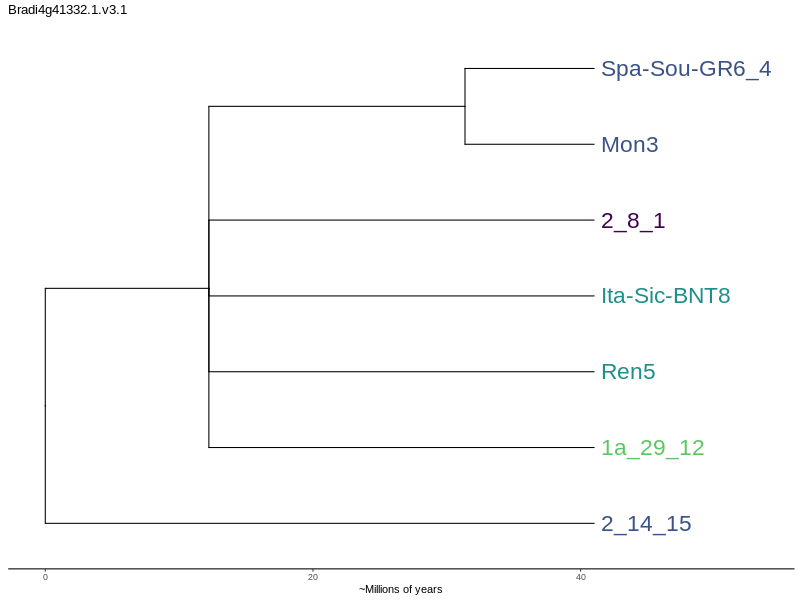 Bradi4g41332.1.v3.1
Spa-Sou-GR6_4
Mon3
2_8_1
Ita-Sic-BNT8
Ren5
1a_29_12
2_14_15
0 20 40
~Millions of years